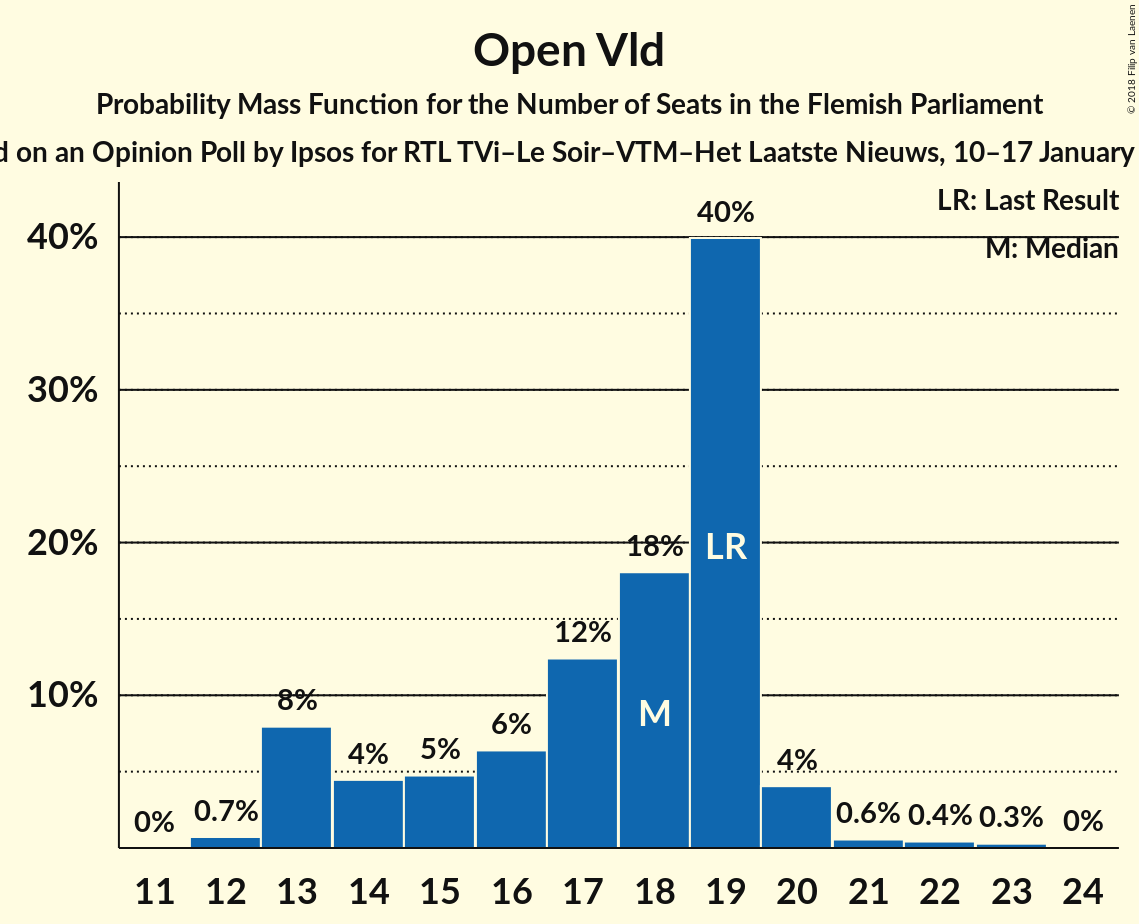 © 2018 Filip van Laenen
Open Vld
Probability Mass Function for the Number of Seats in the Flemish Parliament
on an Opinion Poll by Ipsos for RTL TVi–Le Soir–VTM–Het Laatste Nieuws, 10–17 January
LR: Last Result
M: Median
40%
30%
20%
10%
0%
0.7%
8%
4%
5%
6%
12%
18%
40%
4%
0.6%
0.4%
0.3%
0%
LR
M
11 12 13 14 15 16 17 18 19 20 21 22 23 24